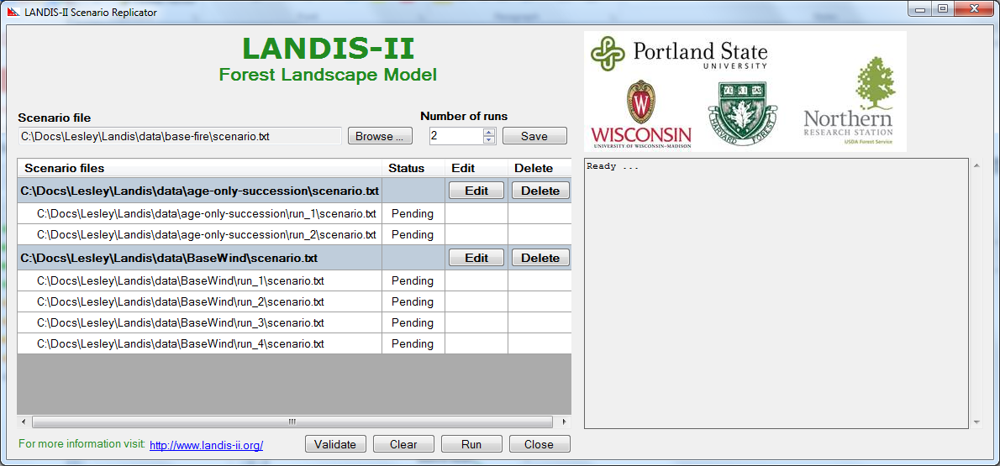 LANDIS-II Scenario Replicator
LANDIS-II
Forest Landscape Model
Portland State
UNIVERSITY
WISCONSIN
UNIVERSITY OF WISCONSIN-MADISON
VE RI TAS
HARVARD FOREST
Northern
RESEARCH STATION
USDA Forest Service
Scenario file
Number of runs
C:\Docs\Lesley\Landis\data\base-fire\scenario.txt Browse ... 2 Save
Scenario files Status Edit Delete
C:\Docs\Lesley\Landis\data\age-only-succession\scenario.txt Edit Delete
C:\Docs\Lesley\Landis\data\age-only-succession\run_1\scenario.txt Pending
C:\Docs\Lesley\Landis\data\age-only-succession\run_2\scenario.txt Pending
C:\Docs\Lesley\Landis\data\BaseWind\scenario.txt Edit Delete
C:\Docs\Lesley\Landis\data\BaseWind\run_1\scenario.txt Pending
C:\Docs\Lesley\Landis\data\BaseWind\run_2\scenario.txt Pending
C:\Docs\Lesley\Landis\data\BaseWind\run_3\scenario.txt Pending
C:\Docs\Lesley\Landis\data\BaseWind\run_4\scenario.txt Pending
Ready ...
For more information visit: http://www.landis-ii.org/ Validate Clear Run Close